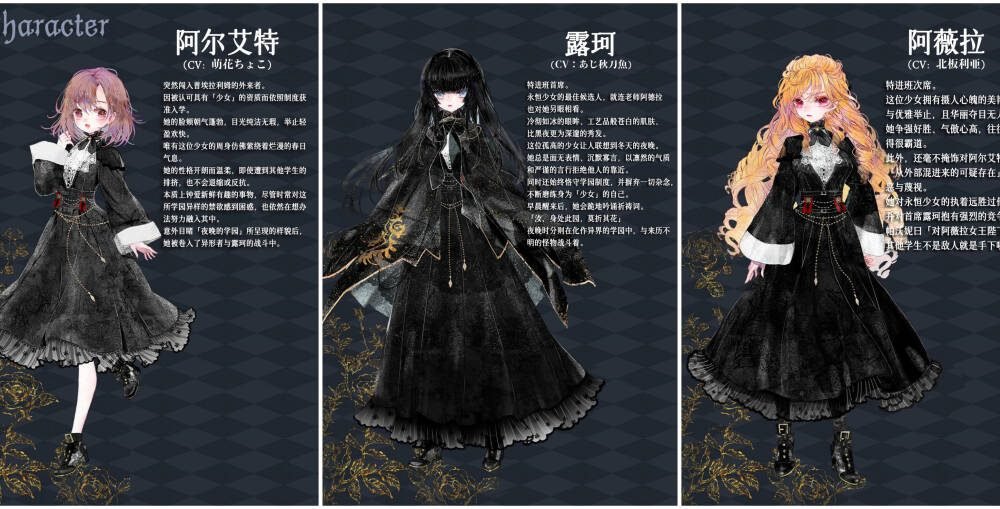 haracter
阿尔艾特
(CV：萌花ちょこ)
突然闯入普埃拉利姆的外来者。
因被认可具有「少女」的资质而依照制度获
准入学。
她的脸颊朝气蓬勃，目光纯洁无瑕，举止轻
盈欢快。
唯有这位少女的周身仿佛萦绕着烂漫的春日
气息。
她的性格开朗而温柔，即使遭到其他学生的
排挤，也不会退缩或反抗。
本质上钟爱新鲜有趣的事物，尽管时常对这
所学园异样的禁欲感到困惑，也依然在想办
法努力融入其中。
意外目睹「夜晚的学园」所呈现的样貌后，
她被卷入了异形者与露珂的战斗中。
露珂
(CV：あじ秋刀魚)
特进班首席。
永恒少女的最佳候选人，就连老师阿德拉
也对她另眼相看。
冷彻如冰的眼眸，工艺品般苍白的肌肤，
比黑夜更为深邃的秀发。
这位孤高的少女让人联想到冬天的夜晚。
她总是面无表情、沉默寡言，以凛然的气质
和严谨的言行拒绝他人的靠近。
同时还始终恪守学园制度，并摒弃一切杂念，
不断磨练身为「少女」的自己。
早晨醒来后，她会跪地吟诵祈祷词。
「汝，身处此园，莫折其花」
夜晚时分则在化作异界的学园中，与来历不
明的怪物战斗着。
阿薇拉
(CV：北板利亜)
特进班次席。
这位少女拥有摄人心魄的美
与优雅举止，且华丽夺目
她争强好胜，气傲心高，往
得很霸道。
此外，还毫不掩饰对阿尔艾
「从外部混进来的可疑存在」
恶与蔑视。
她对永恒少女的执着远胜过
并对首席露珂抱有强烈的竞
帕沃妮曰「对阿薇拉女王陛
其他学生不是敌人就是手下